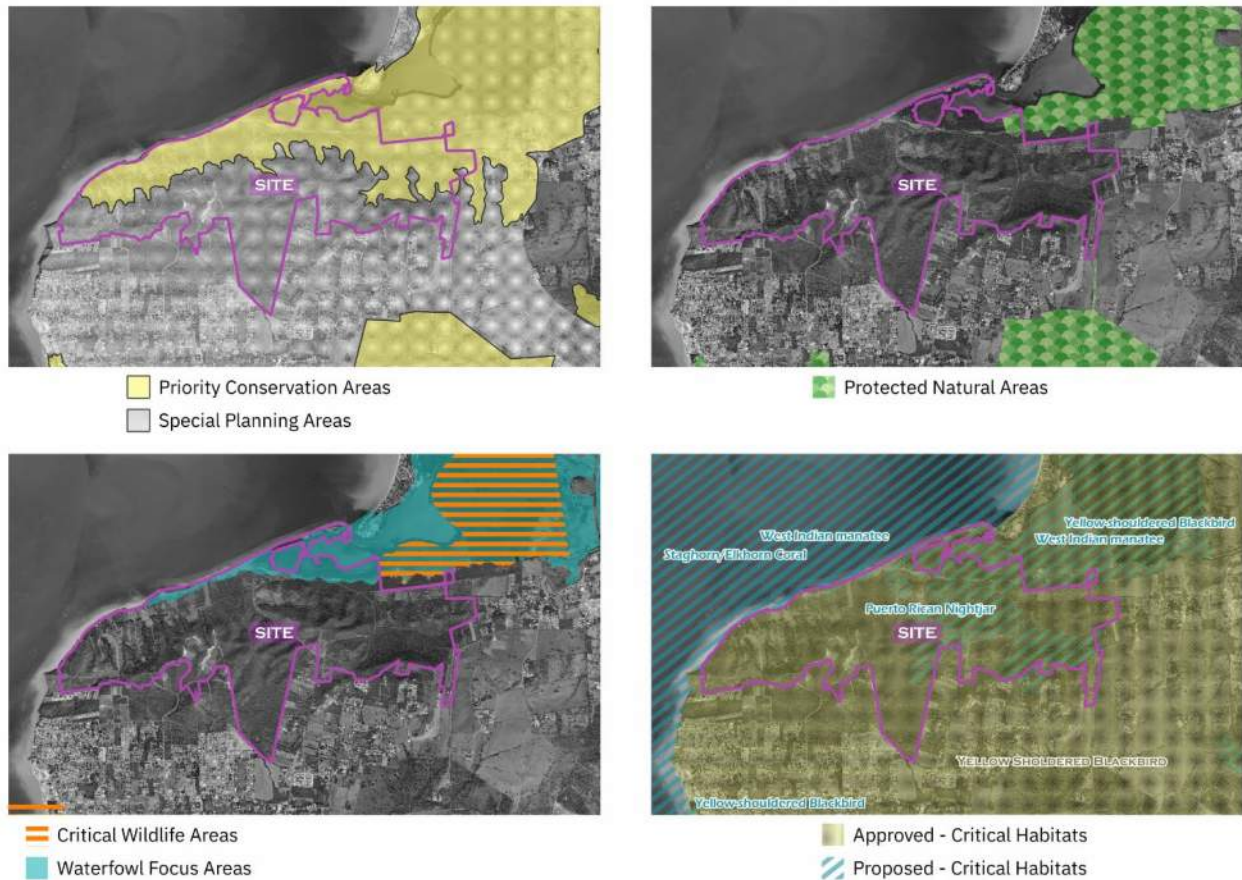 SITE
SITE
Priority Conservation Areas
Special Planning Areas
Protected Natural Areas
SITE
Critical Wildlife Areas
Waterfowl Focus Areas
West Indian manatee
Staghorn/Elkhorn Coral
Yellow-shouldered Blackbird
West Indian manatee
Puerto Rican Nightjar
SITE
Yellow Sholdered Blackbird
Yellow-shouldered Blackbird
Approved - Critical Habitats
Proposed - Critical Habitats